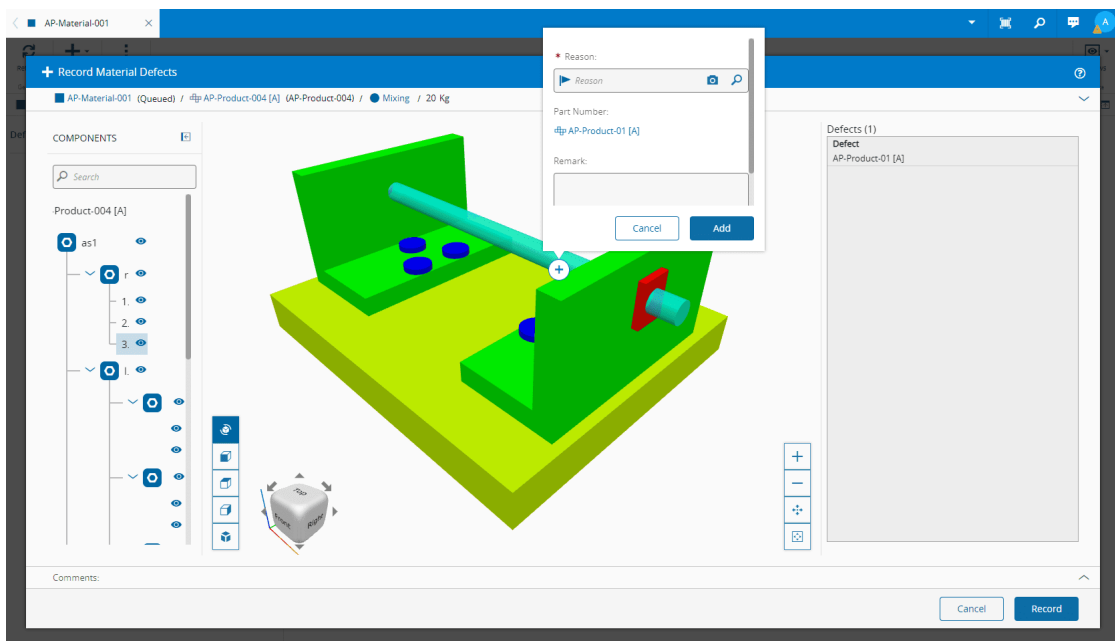 AP-Material-001
Record Material Defects
AP-Material-001 (Queued) / AP-Product-004 [A] (AP-Product-004) / Mixing / 20 Kg
COMPONENTS
Search
-Product-004 [A]
as1
r
1.
2.
3.
l.
* Reason:
Reason
Part Number:
AP-Product-01 [A]
Remark:
Cancel
Add
Defects (1)
Defect
AP-Product-01 [A]
Top
Front
Right
Comments:
Cancel
Record
A